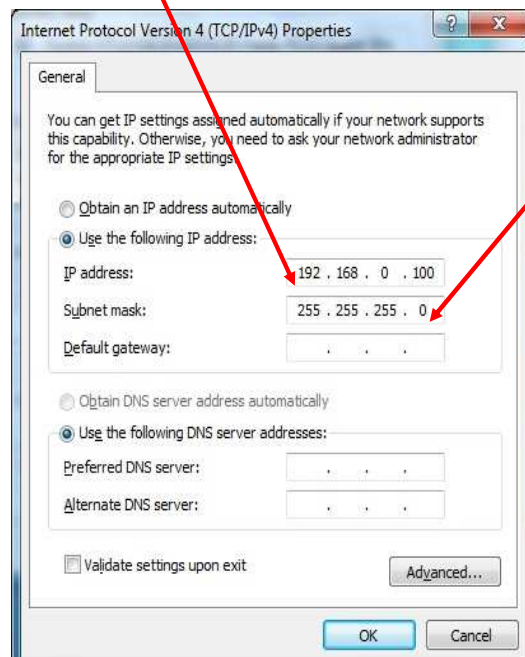 Internet Protocol Version 4 (TCP/IPv4) Properties
General
You can get IP settings assigned automatically if your network supports
this capability. Otherwise, you need to ask your network administrator
for the appropriate IP settings.
Obtain an IP address automatically
Use the following IP address:
IP address: 192 . 168 . 0 . 100
Subnet mask: 255 . 255 . 255 . 0
Default gateway: . . .
Obtain DNS server address automatically
Use the following DNS server addresses:
Preferred DNS server: . . .
Alternate DNS server: . . .
Validate settings upon exit
Advanced...
OK Cancel